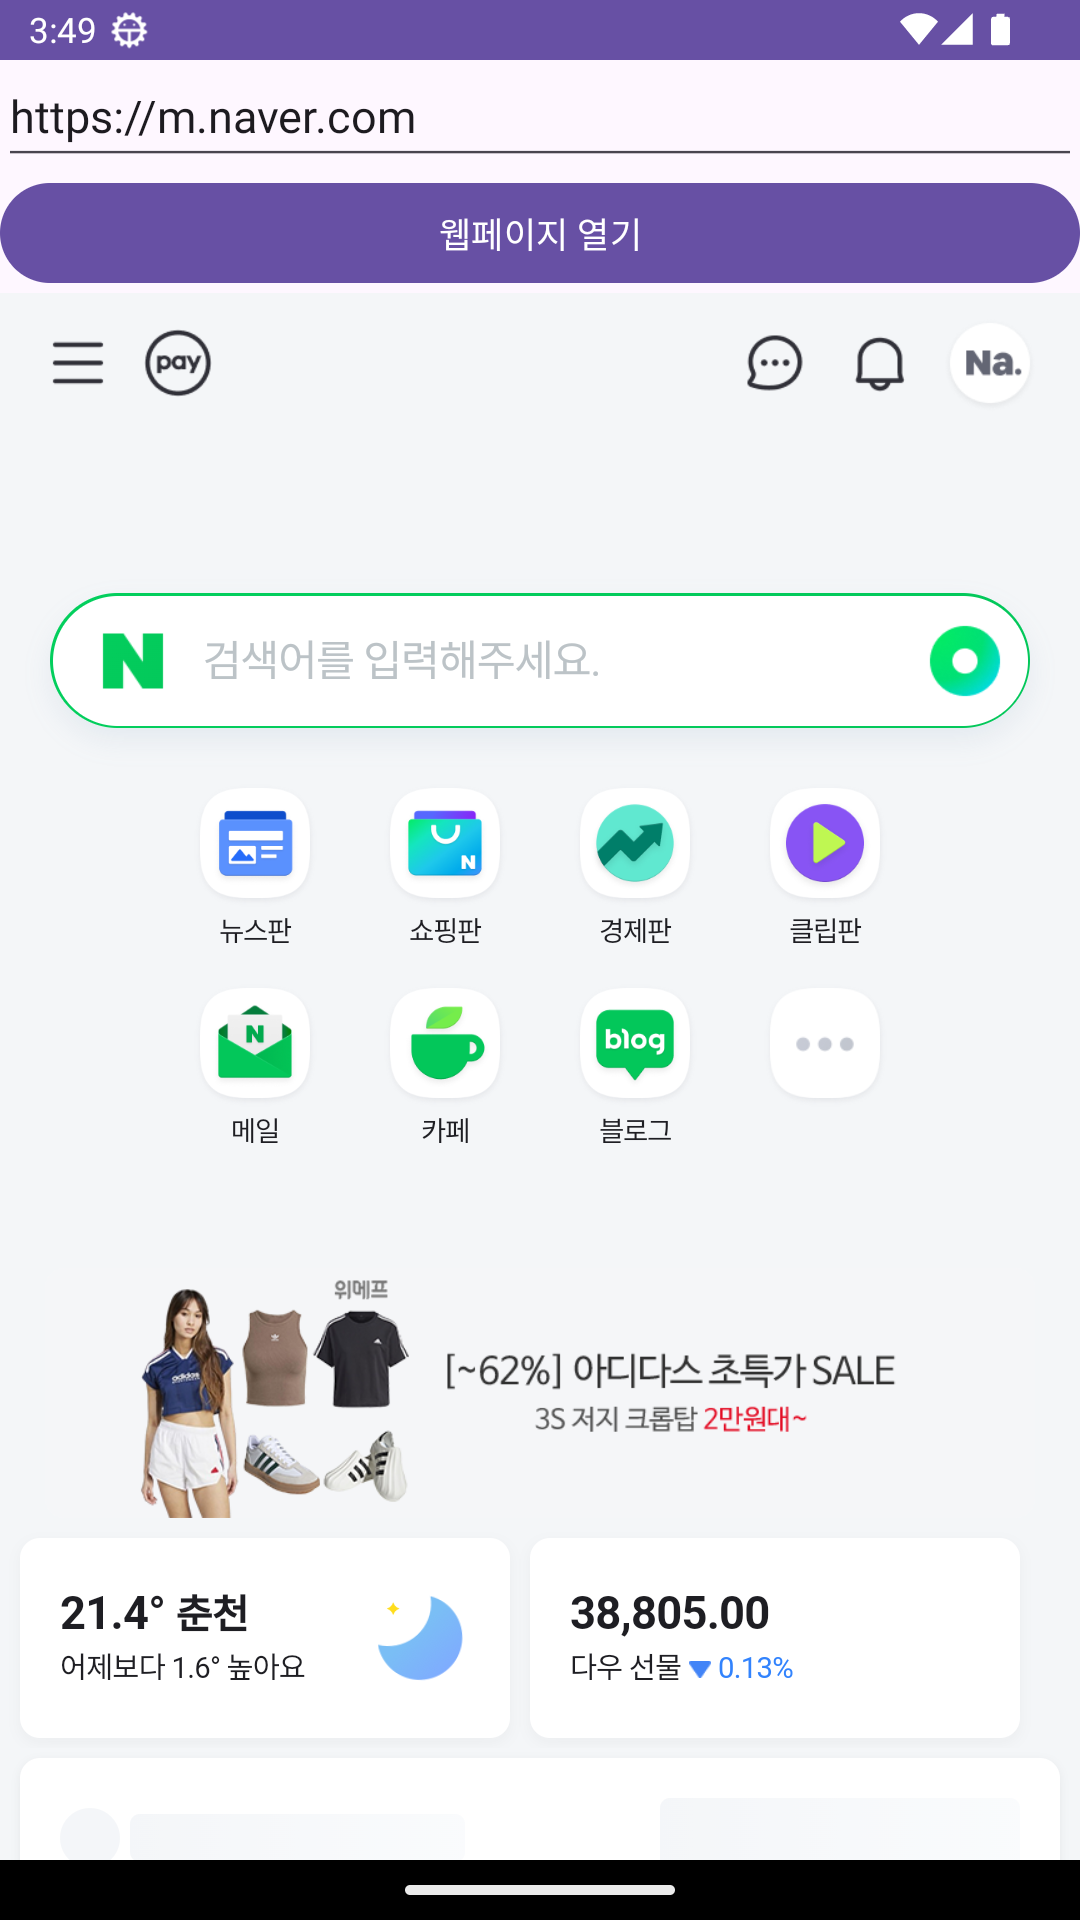 3:49
https://m.naver.com
웹페이지 열기
pay
Na.
N 검색어를 입력해주세요.
N
뉴스판 쇼핑판 경제판 클립판
N
blog
메일 카페 블로그
위메프
adidas
[~62%] 아디다스 초특가 SALE
3S 저지 크롭탑 2만원대~
21.4° 춘천
어제보다 1.6° 높아요
38,805.00
다우 선물 ▼ 0.13%